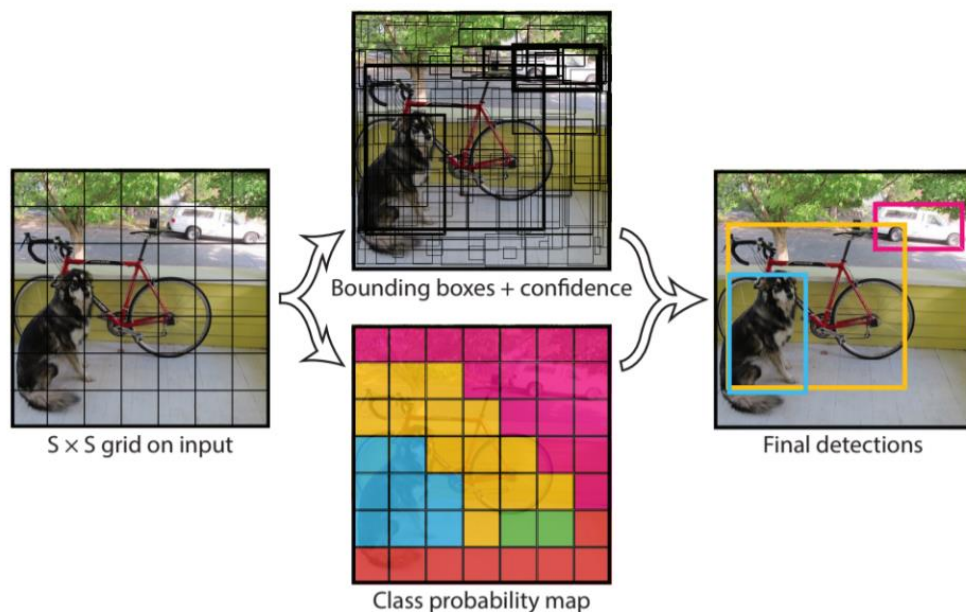 Bounding boxes + confidence
S × S grid on input
Final detections
Class probability map